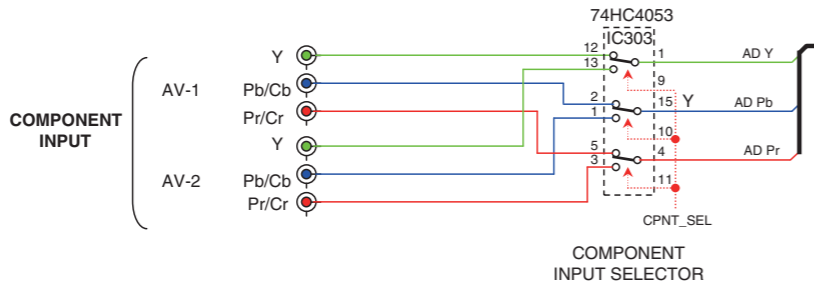 74HC4053
IC303
Y
12
1
AD Y
13
AV-1
Pb/Cb
9
2
15
Y
AD Pb
COMPONENT
INPUT
Pr/Cr
1
10
Y
5
4
AD Pr
3
AV-2
Pb/Cb
11
Pr/Cr
CPNT_SEL
COMPONENT
INPUT SELECTOR